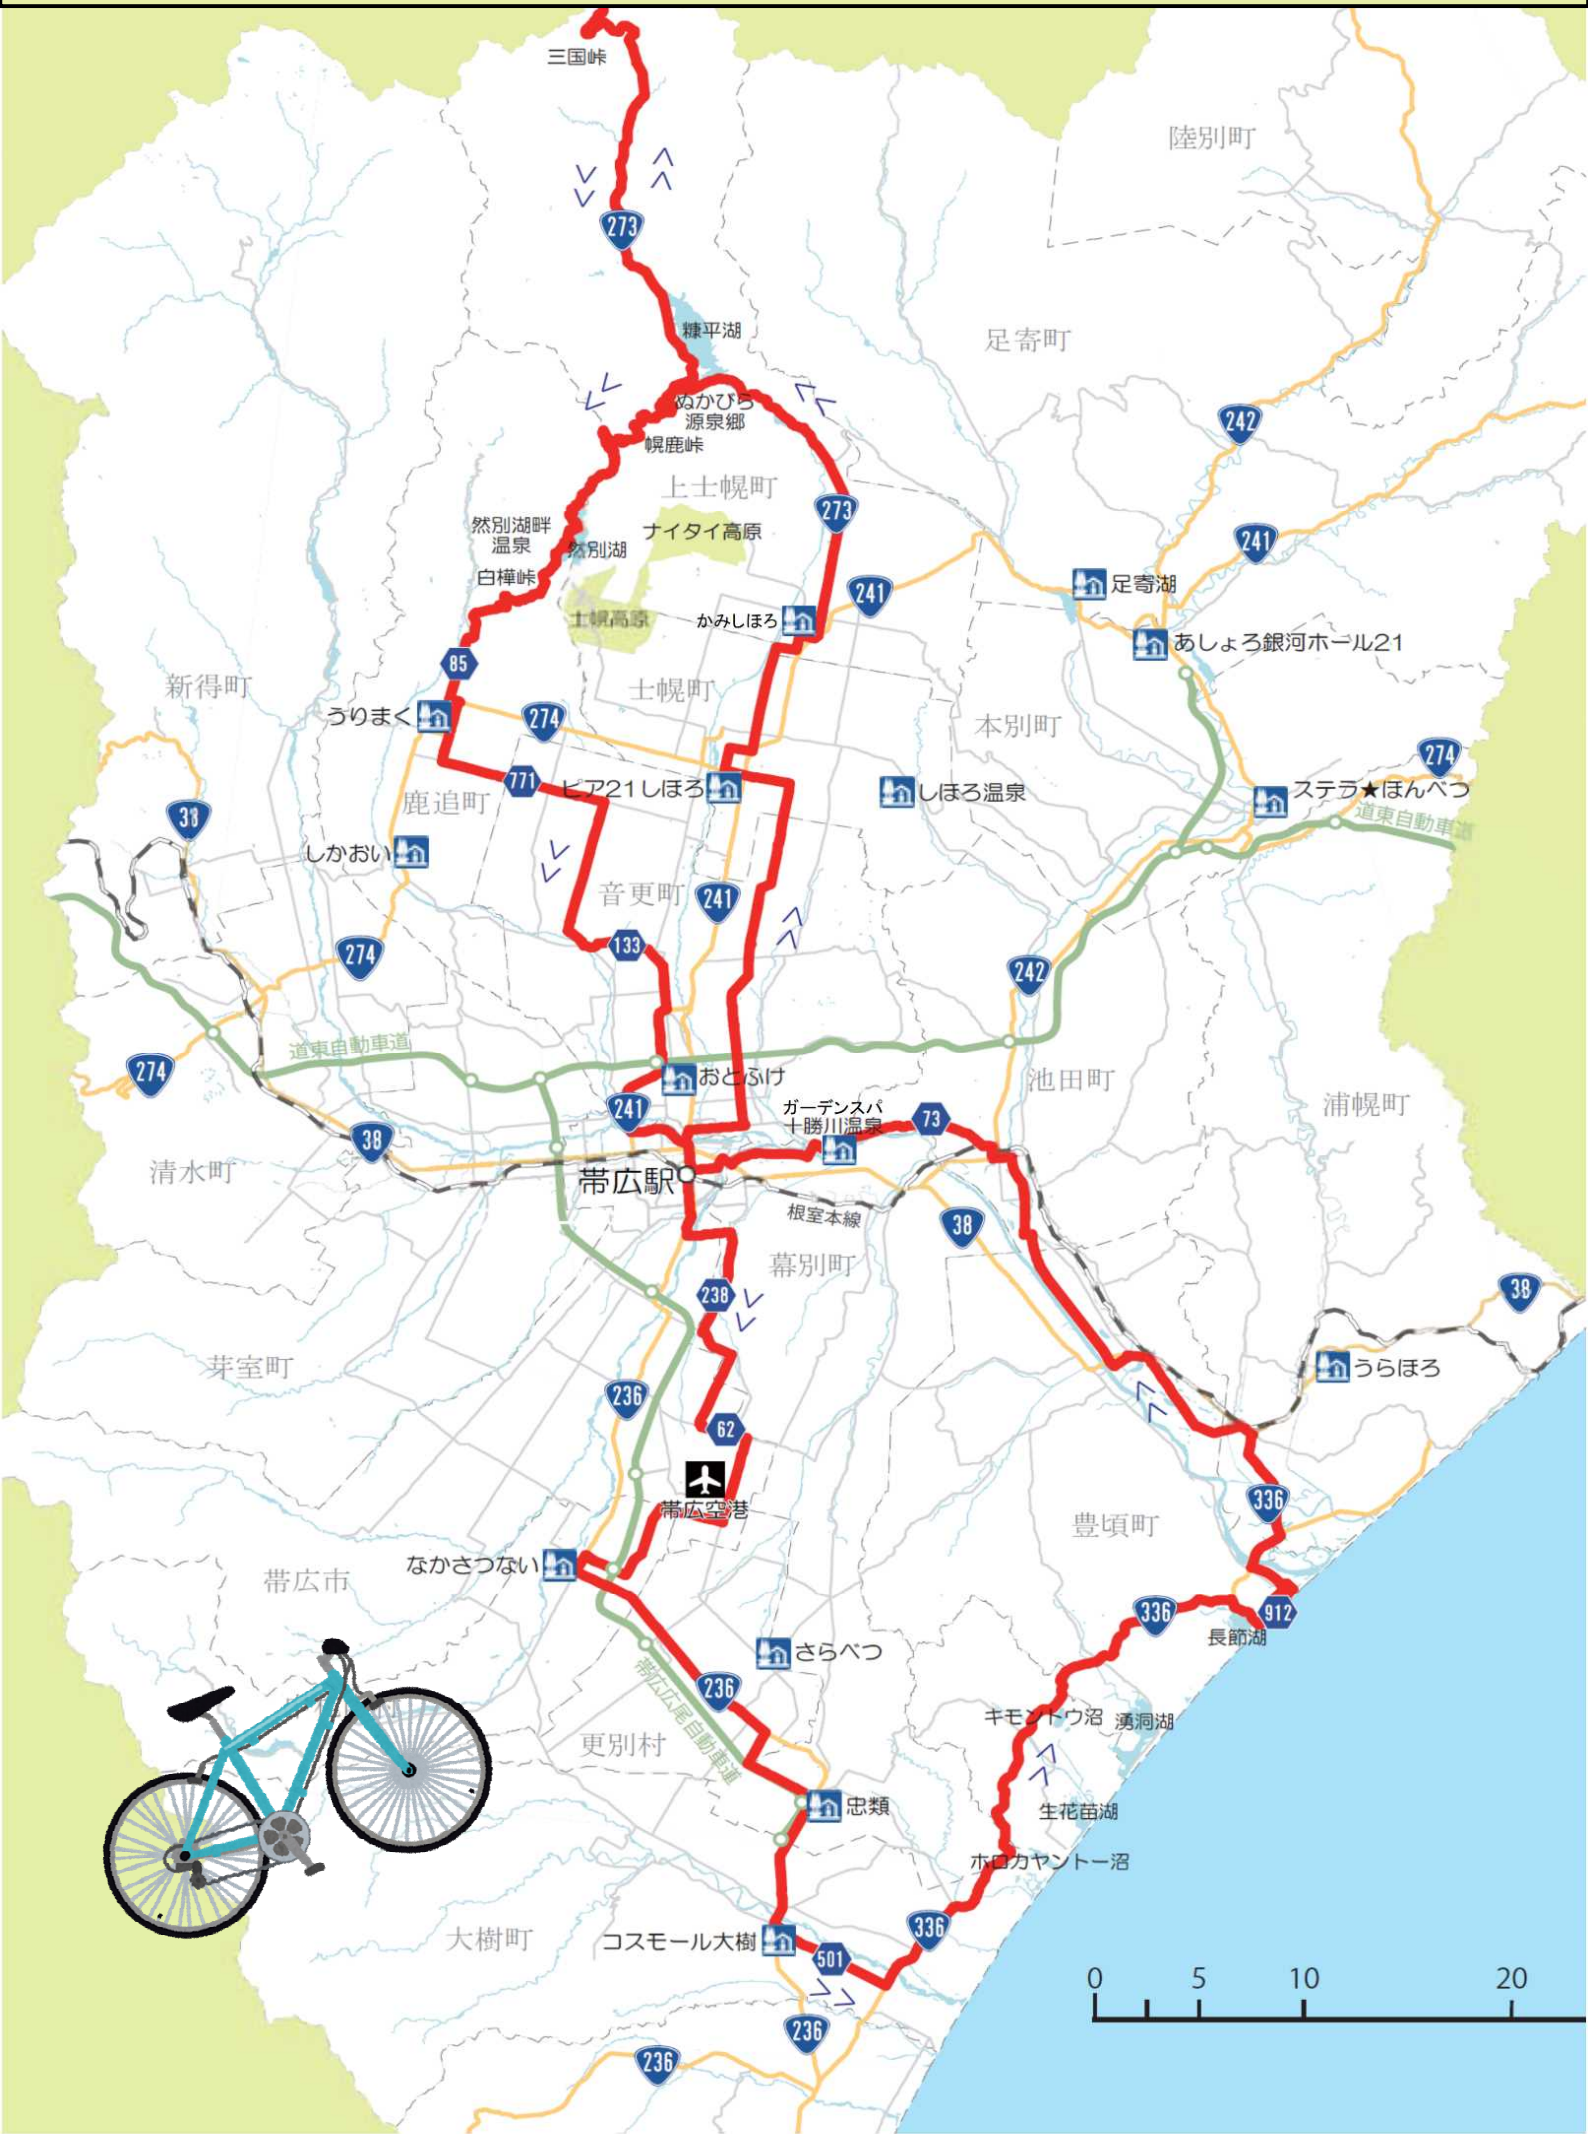 三国峠
陸別町
273
糠平湖
足寄町
ぬかびら
源泉郷
幌鹿峠
242
上士幌町
273
然別湖畔
温泉
ナイタイ高原
然別湖
241
白樺峠
足寄湖
241
かみしほろ
士幌高原
あしょろ銀河ホール21
85
新得町
士幌町
うりまく
274
本別町
274
771
ピア21しほろ
しほろ温泉
ステラ★ほんべつ
鹿追町
道東自動車道
38
しかおい
音更町
241
133
274
242
道東自動車道
274
おとふけ
池田町
241
ガーデンスパ
十勝川温泉
73
浦幌町
38
清水町
帯広駅
根室本線
38
幕別町
238
38
芽室町
うらほろ
236
62
帯広空港
336
豊頃町
なかさつない
帯広市
336
912
長節湖
さらべつ
236
帯広広尾自動車道
キモントウ沼
湧洞湖
更別村
忠類
生花苗湖
ホロカヤントー沼
336
大樹町
コスモール大樹
501
0 5 10 20
236
236